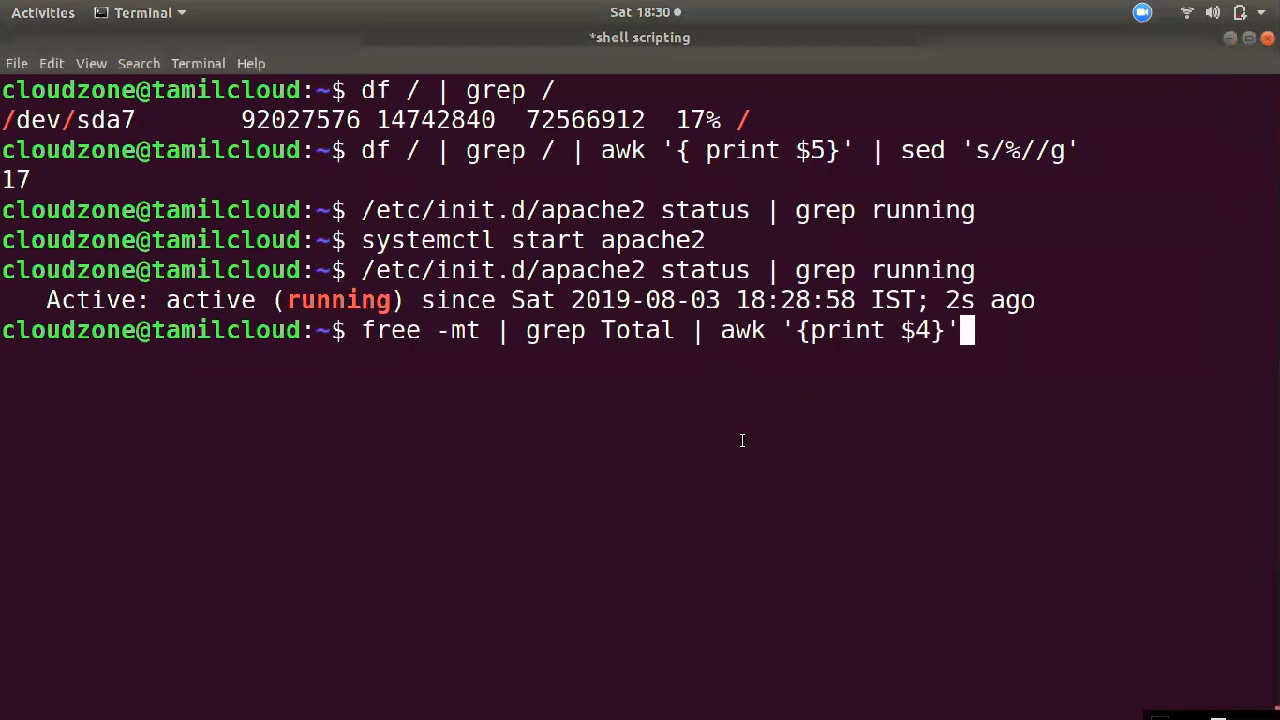 Activities Terminal Sat 18:30
*shell scripting
File Edit View Search Terminal Help
cloudzone@tamilcloud:~$ df / | grep /
/dev/sda7 92027576 14742840 72566912 17% /
cloudzone@tamilcloud:~$ df / | grep / | awk '{ print $5}' | sed 's/%//g'
17
cloudzone@tamilcloud:~$ /etc/init.d/apache2 status | grep running
cloudzone@tamilcloud:~$ systemctl start apache2
cloudzone@tamilcloud:~$ /etc/init.d/apache2 status | grep running
Active: active (running) since Sat 2019-08-03 18:28:58 IST; 2s ago
cloudzone@tamilcloud:~$ free -mt | grep Total | awk '{print $4}'